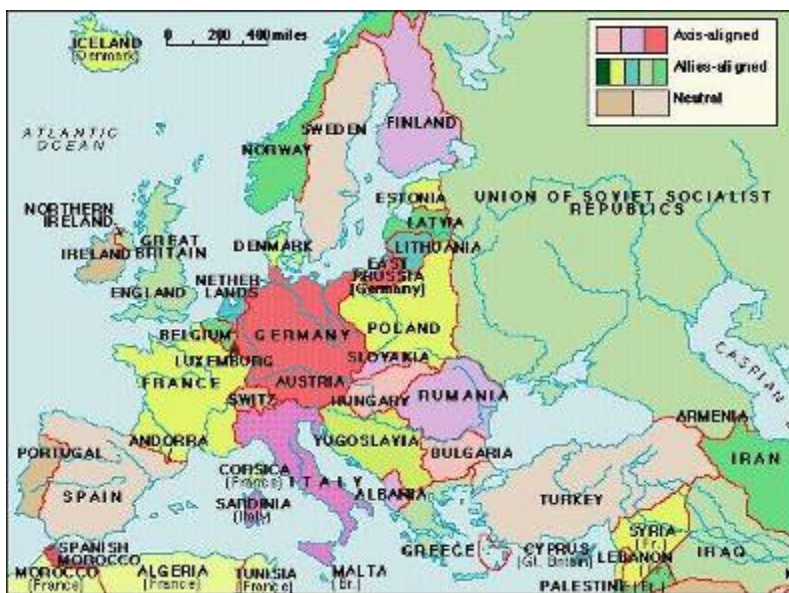 ICELAND
(Denmark)
0 200 400 miles
Axis-aligned
Allies-aligned
Neutral
ATLANTIC
OCEAN
SWEDEN
FINLAND
NORWAY
ESTONIA
UNION OF SOVIET SOCIALIST
REPUBLICS
NORTHERN
IRELAND
LATVIA
DENMARK
LITHUANIA
IRELAND
GREAT
BRITAIN
EAST
PRUSSIA
(Germany)
NETHER-
LANDS
ENGLAND
POLAND
BELGIUM
GERMANY
LUXEMBURG
SLOVAKIA
CASPIAN
FRANCE
AUSTRIA
SWITZ
HUNGARY
RUMANIA
ARMENIA
ANDORRA
YUGOSLAVIA
PORTUGAL
BULGARIA
IRAN
CORSICA
(France)
ITALY
SPAIN
SARDINIA
(Italy)
ALBANIA
TURKEY
SYRIA
(Fr.)
SPANISH
MOROCCO
GREECE
CYPRUS
(Gt. Britain)
LEBANON
IRAQ
MOROCCO
(France)
ALGERIA
(France)
TUNISIA
(France)
MALTA
(Br.)
PALESTINE (Br.)